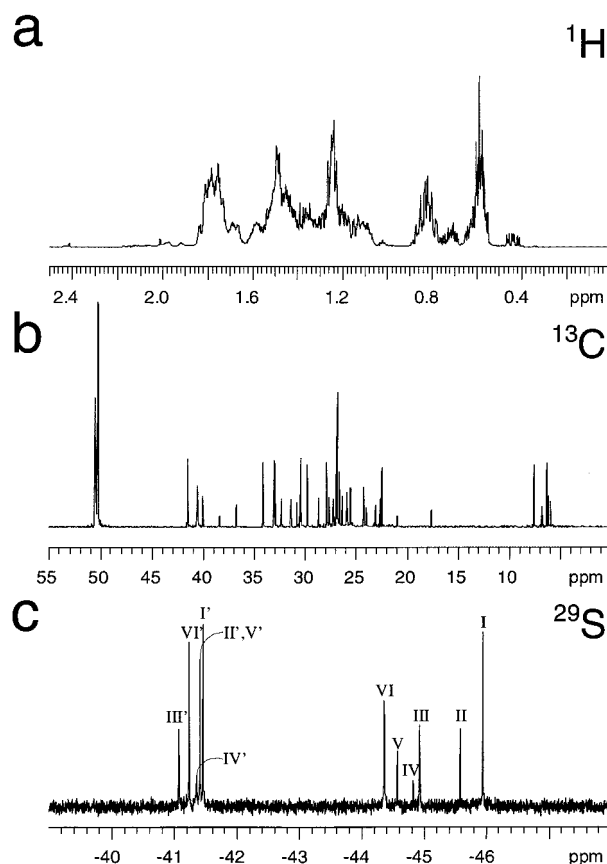 a
¹H
2.4 2.0 1.6 1.2 0.8 0.4 ppm
b
¹³C
55 50 45 40 35 30 25 20 15 10 ppm
c
²⁹S
I'
I
VI'
II',V'
VI
III'
III
II
V
IV'
IV
-40 -41 -42 -43 -44 -45 -46 ppm